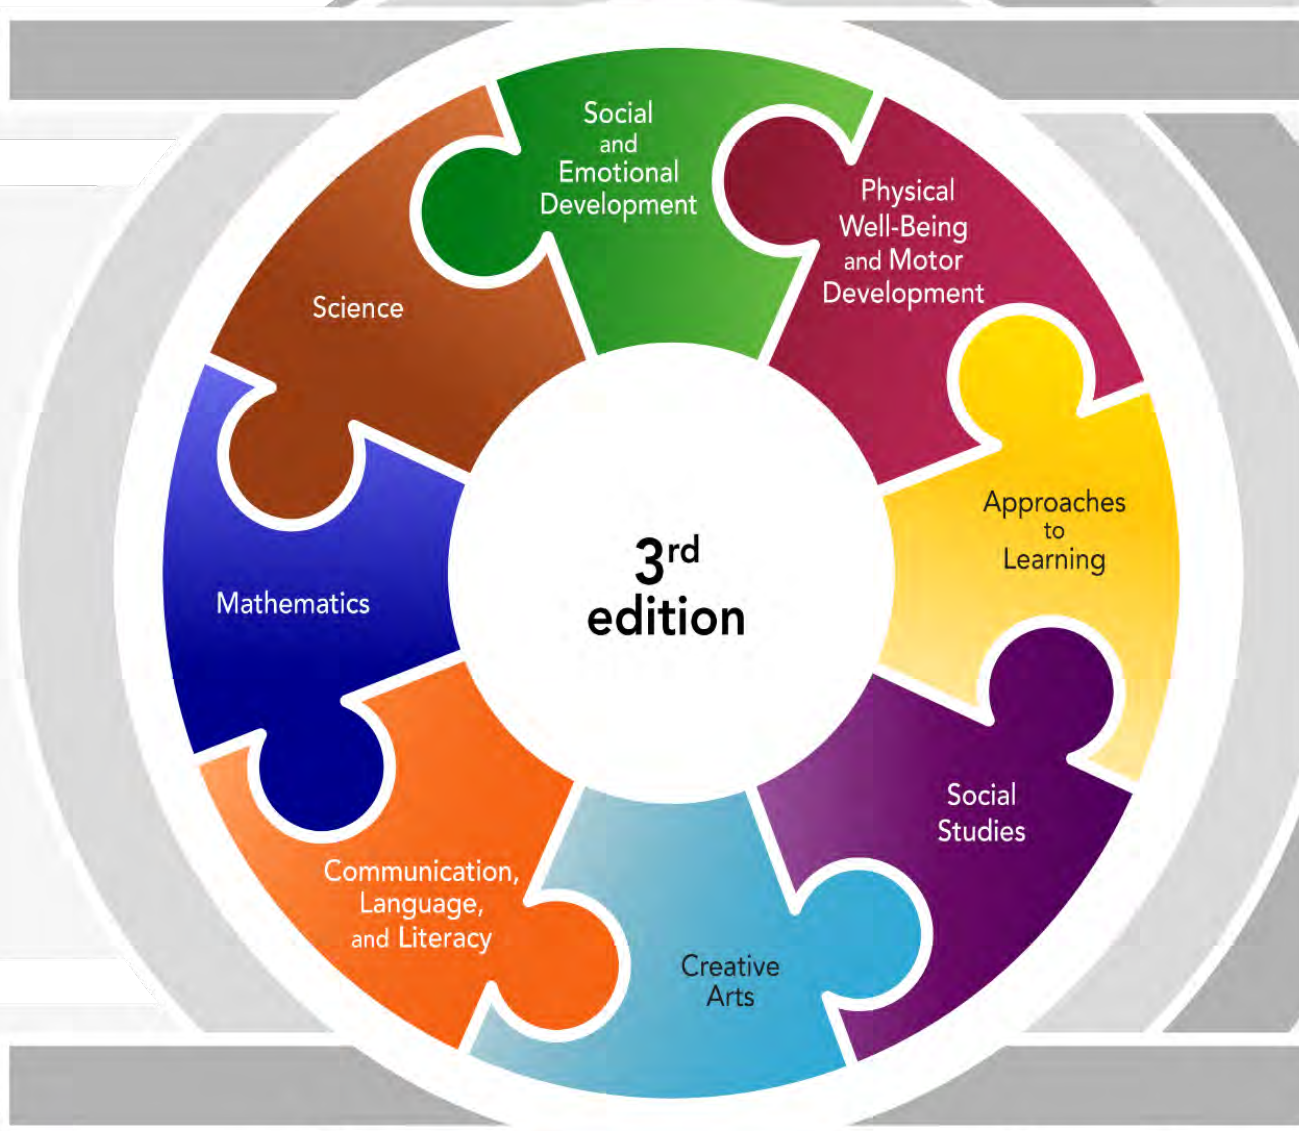 Social
and
Emotional
Development
Physical
Well-Being
and Motor
Development
Approaches
to
Learning
Social
Studies
Creative
Arts
Communication,
Language,
and Literacy
Mathematics
Science
3rd
edition